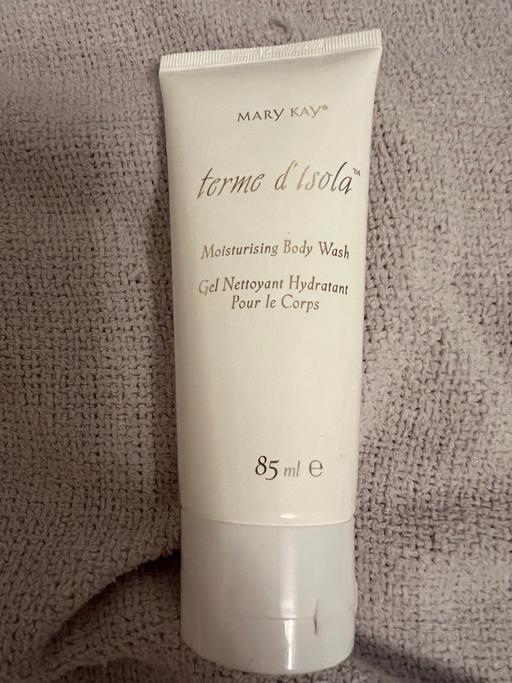 MARY KAY®
terme d'isola™
Moisturising Body Wash
Gel Nettoyant Hydratant
Pour le Corps
85 ml ℮